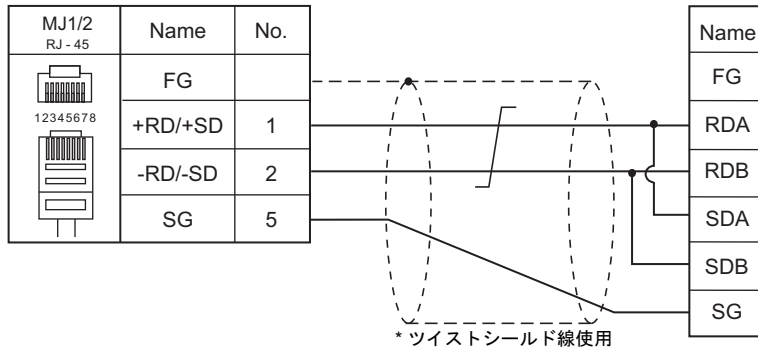 MJ1/2
RJ - 45
Name
No.
FG
12345678
+RD/+SD
1
-RD/-SD
2
SG
5
Name
FG
RDA
RDB
SDA
SDB
SG
* ツイストシールド線使用